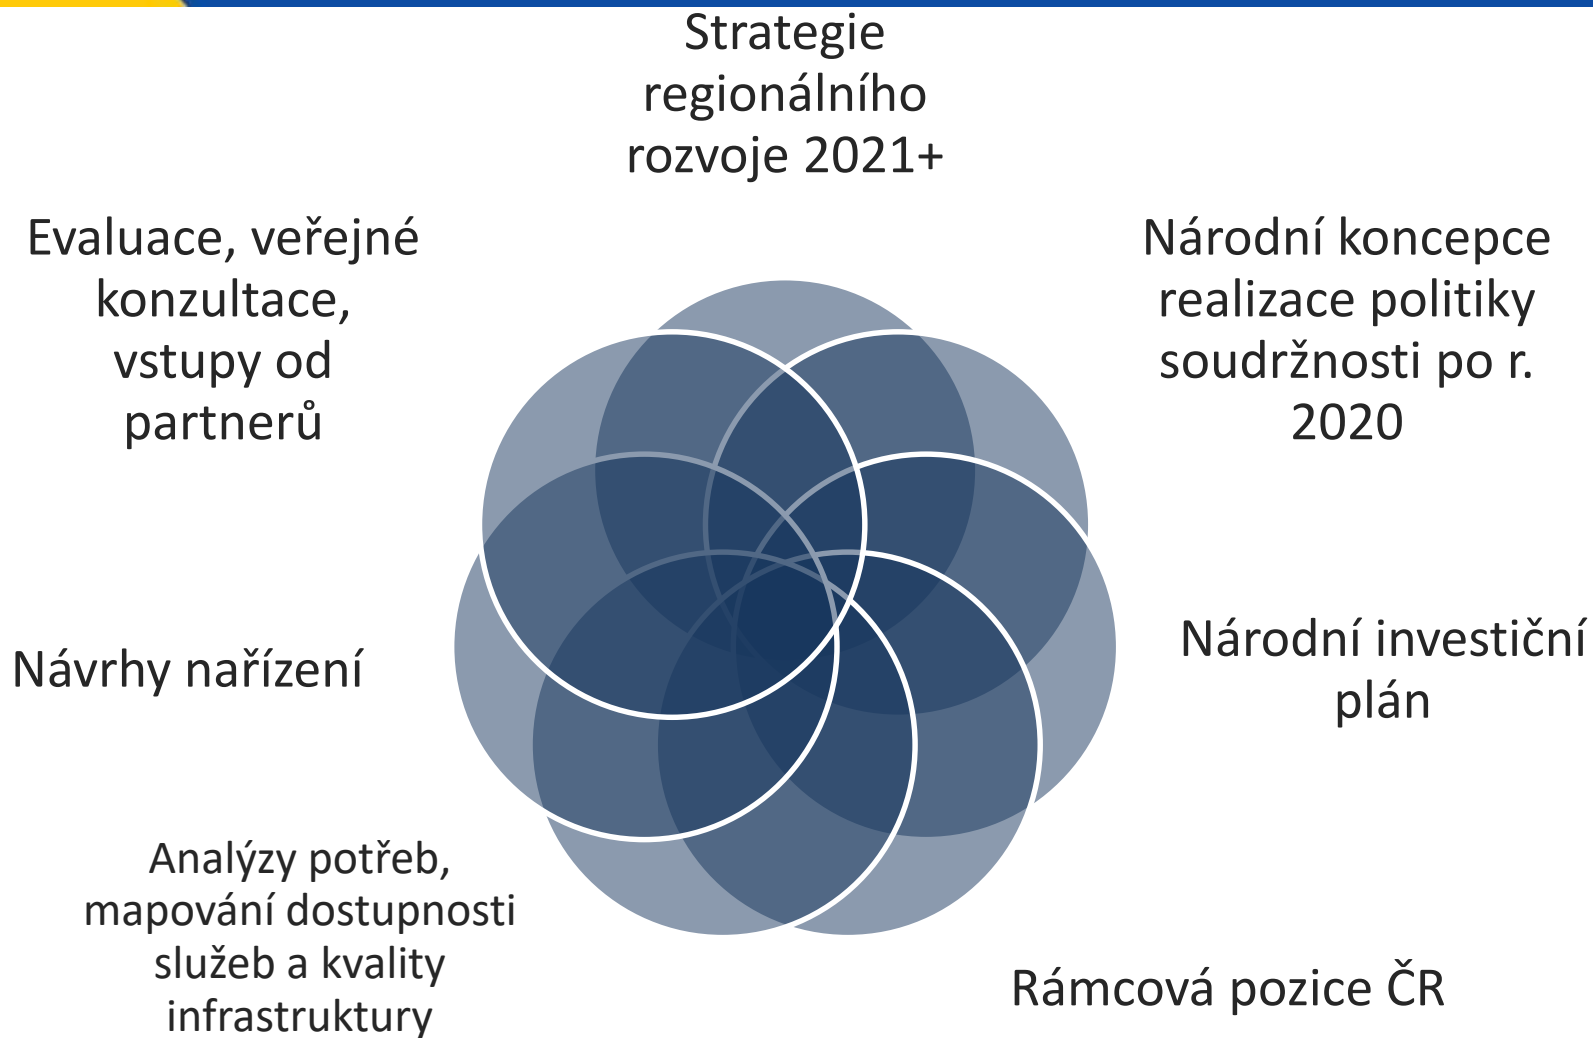 Strategie
regionálního
rozvoje 2021+
Evaluace, veřejné
konzultace,
vstupy od
partnerů
Národní koncepce
realizace politiky
soudržnosti po r.
2020
Návrhy nařízení
Národní investiční
plán
Analýzy potřeb,
mapování dostupnosti
služeb a kvality
infrastruktury
Rámcová pozice ČR